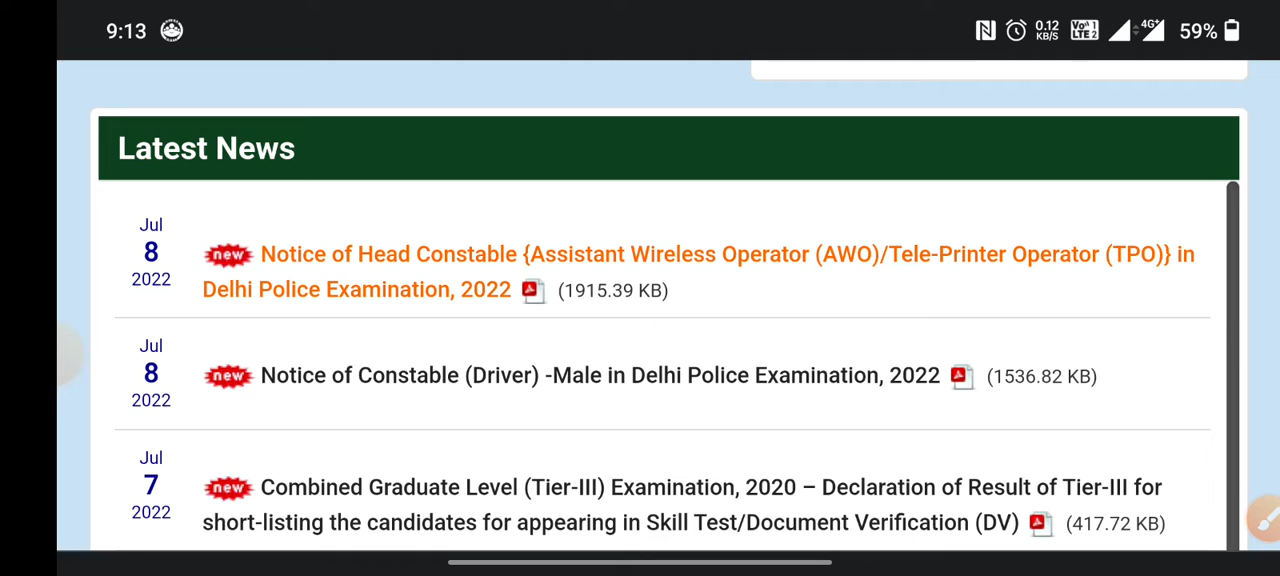 9:13 0.12 KB/S Vo 1 LTE 2 4G+ 59%
Latest News
Jul
8
2022
new Notice of Head Constable {Assistant Wireless Operator (AWO)/Tele-Printer Operator (TPO)} in
Delhi Police Examination, 2022 (1915.39 KB)
Jul
8
2022
new Notice of Constable (Driver) -Male in Delhi Police Examination, 2022 (1536.82 KB)
Jul
7
2022
new Combined Graduate Level (Tier-III) Examination, 2020 – Declaration of Result of Tier-III for
short-listing the candidates for appearing in Skill Test/Document Verification (DV) (417.72 KB)